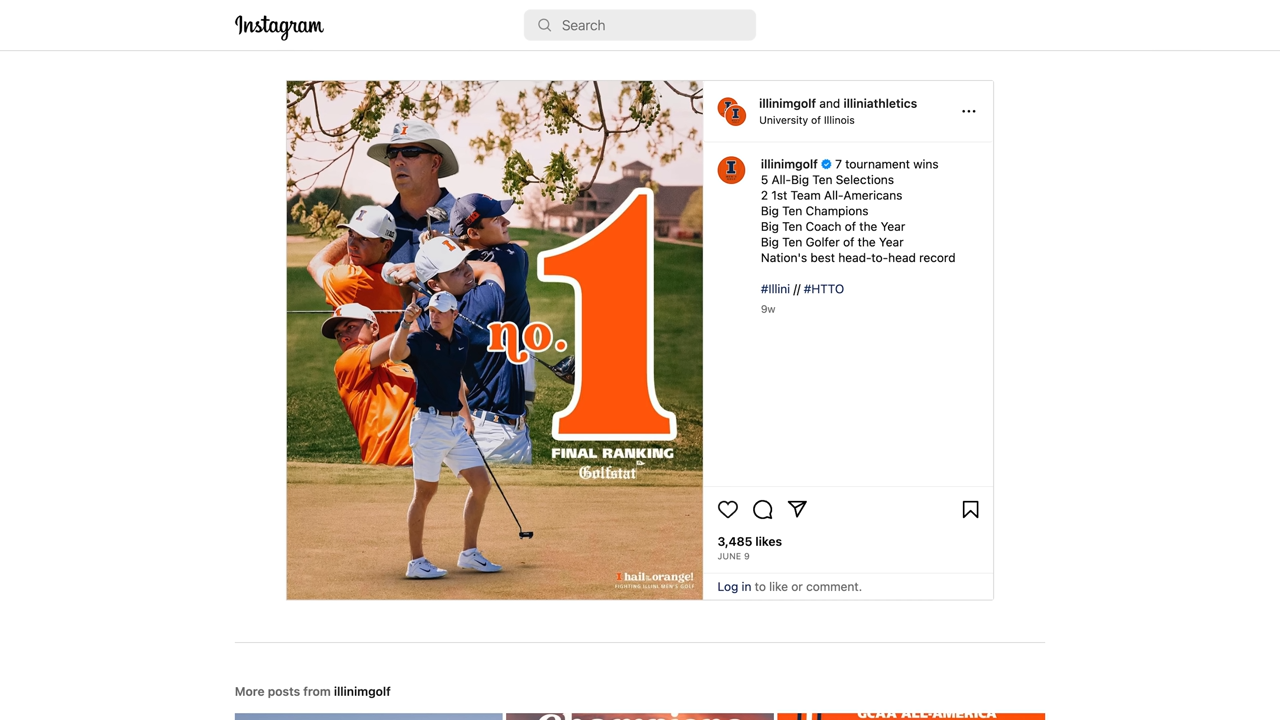 Instagram
Search
no.
1
FINAL RANKING
Golfstat
I hail to the orange!
FIGHTING ILLINI MEN'S GOLF
illinimgolf and illiniathletics
University of Illinois
illinimgolf 7 tournament wins
5 All-Big Ten Selections
2 1st Team All-Americans
Big Ten Champions
Big Ten Coach of the Year
Big Ten Golfer of the Year
Nation's best head-to-head record
#Illini // #HTTO
9w
3,485 likes
JUNE 9
Log in to like or comment.
More posts from illinimgolf
Champions
GCAA ALL-AMERICA